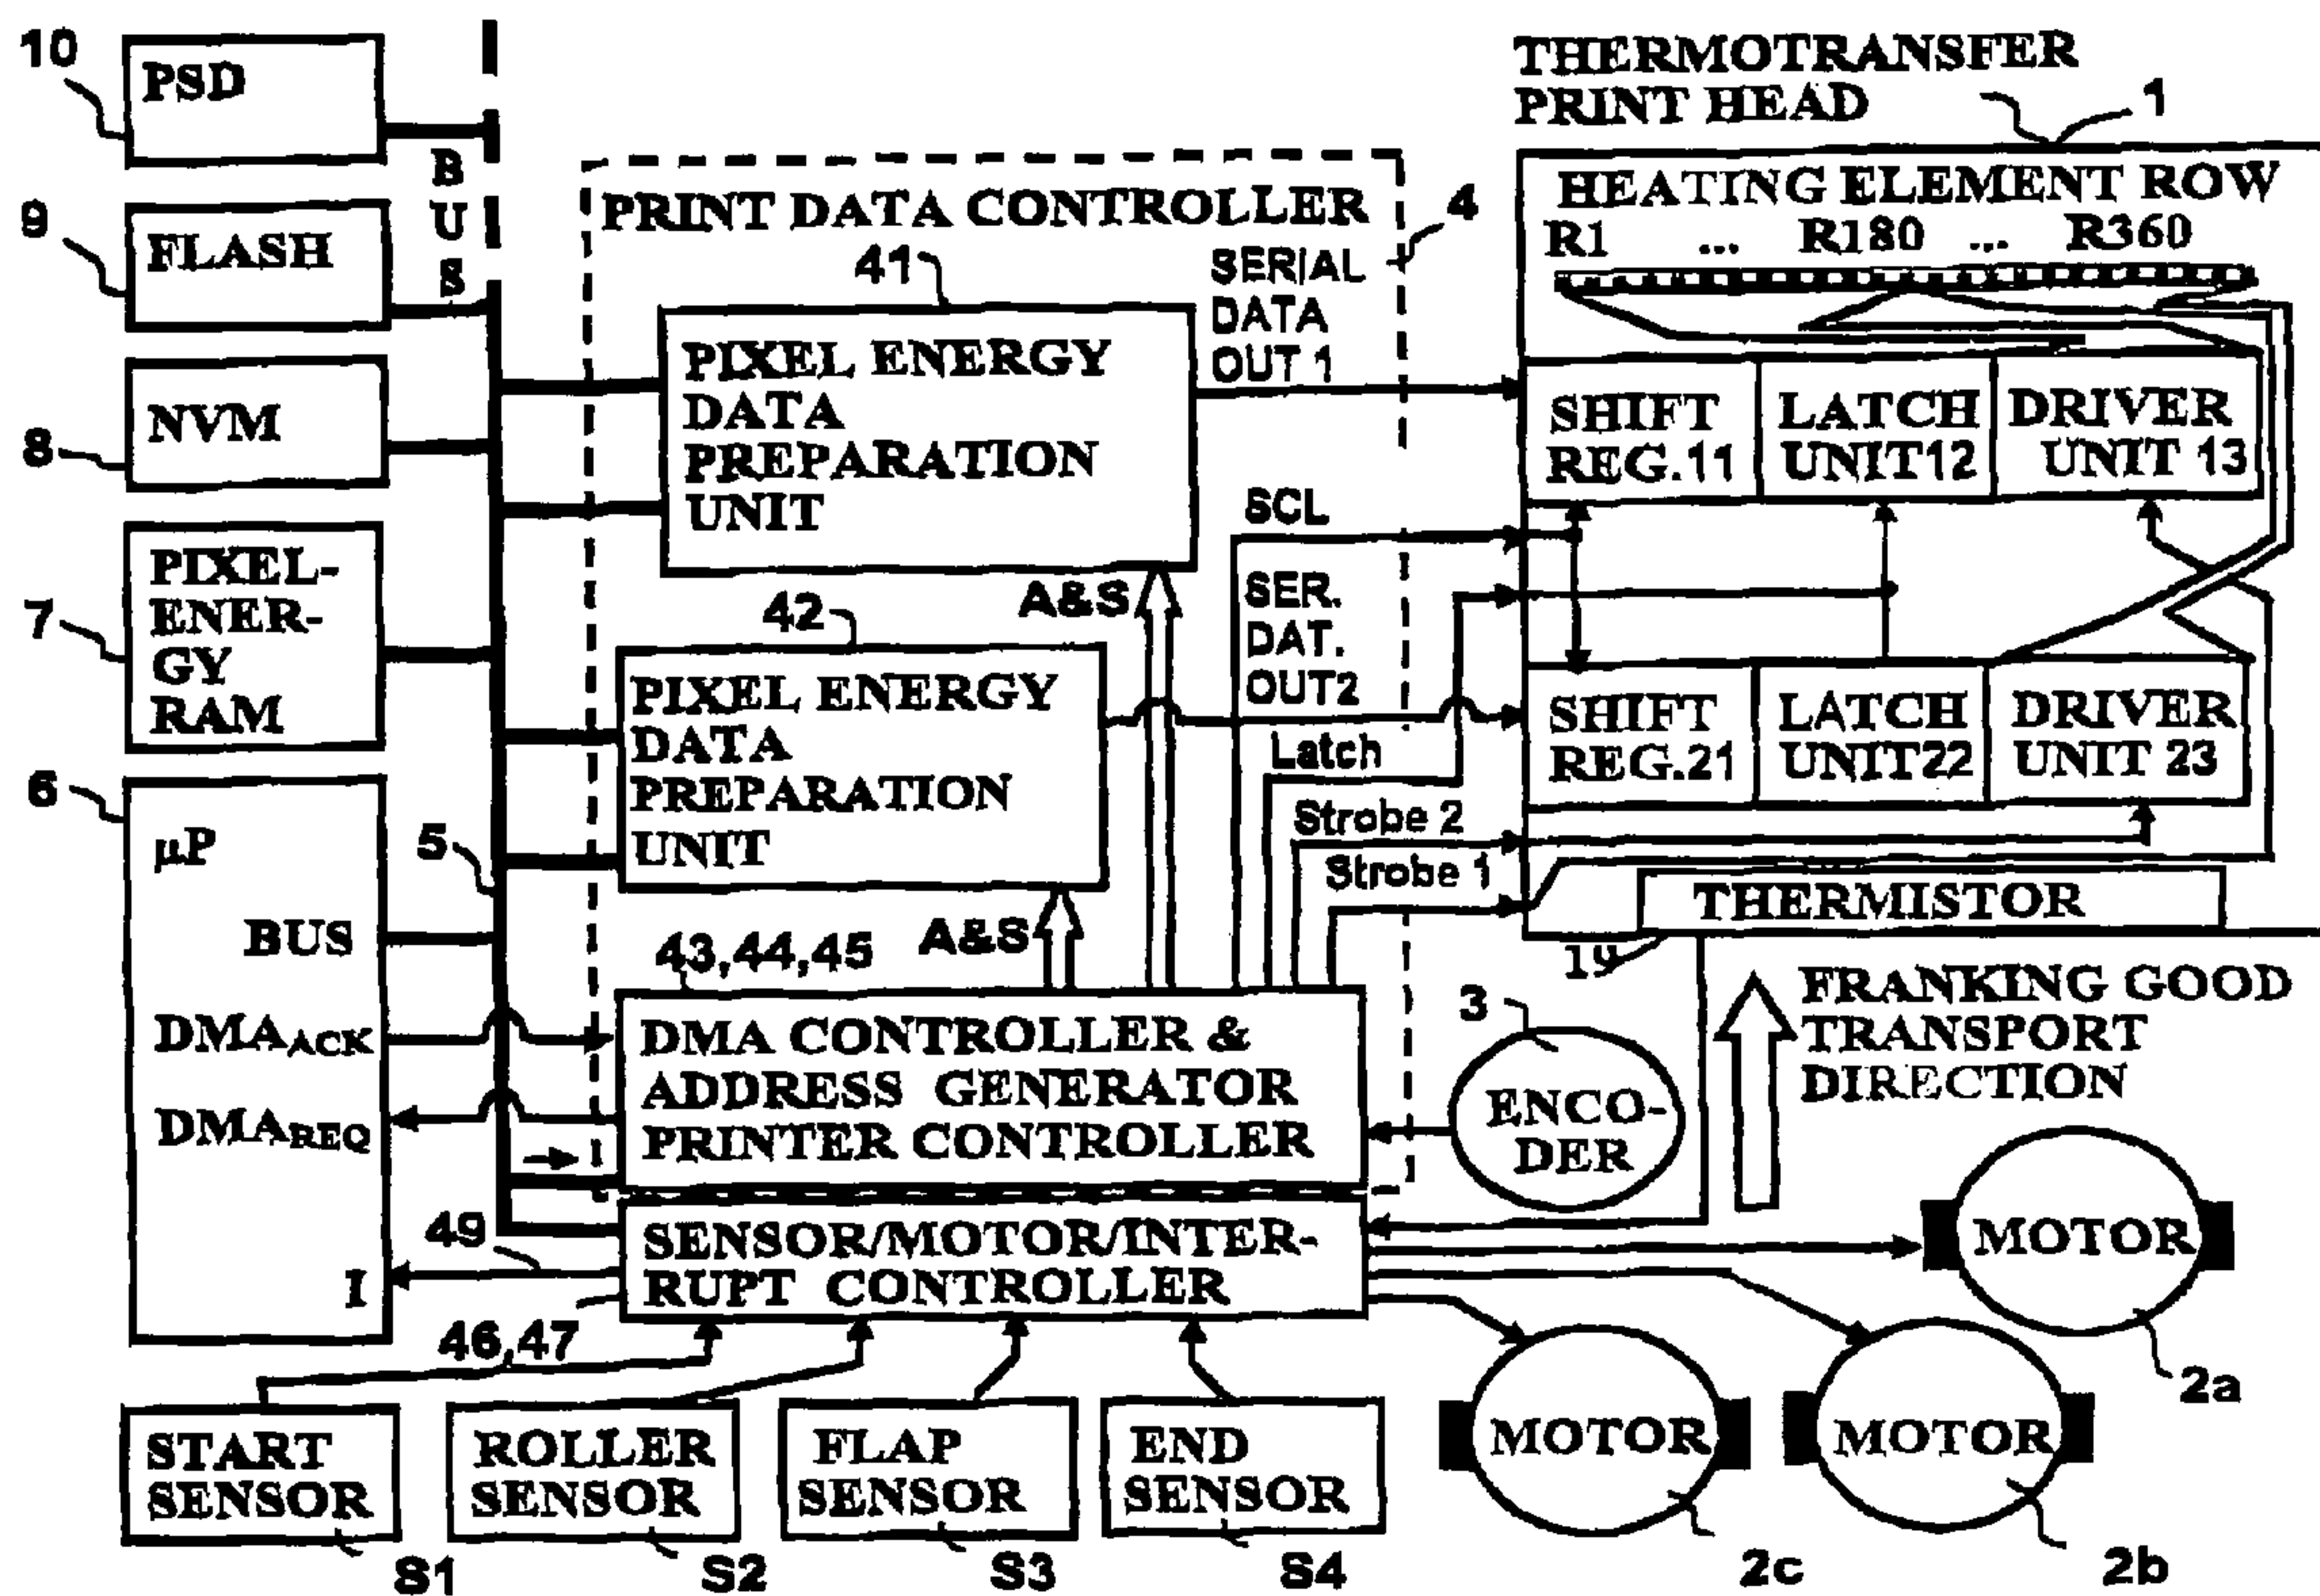 10
PSD
9
FLASH
8
NVM
7
PIXEL-
ENER-
GY
RAM
6
µP
BUS
DMA ACK
DMA REQ
I
B
U
S
5
49
46,47
PRINT DATA CONTROLLER
4
41
PIXEL ENERGY
DATA
PREPARATION
UNIT
SERIAL
DATA
OUT 1
A&S
42
PIXEL ENERGY
DATA
PREPARATION
UNIT
A&S
SCL
SER.
DAT.
OUT2
Latch
Strobe 2
Strobe 1
43,44,45
DMA CONTROLLER &
ADDRESS GENERATOR
PRINTER CONTROLLER
SENSOR/MOTOR/INTER-
RUPT CONTROLLER
THERMOTRANSFER
PRINT HEAD
1
HEATING ELEMENT ROW
R1 ... R180 ... R360
SHIFT
REG.11
LATCH
UNIT12
DRIVER
UNIT 13
SHIFT
REG.21
LATCH
UNIT22
DRIVER
UNIT 23
THERMISTOR
19
3
ENCO-
DER
FRANKING GOOD
TRANSPORT
DIRECTION
MOTOR
2a
MOTOR
2b
MOTOR
2c
START
SENSOR
S1
ROLLER
SENSOR
S2
FLAP
SENSOR
S3
END
SENSOR
S4